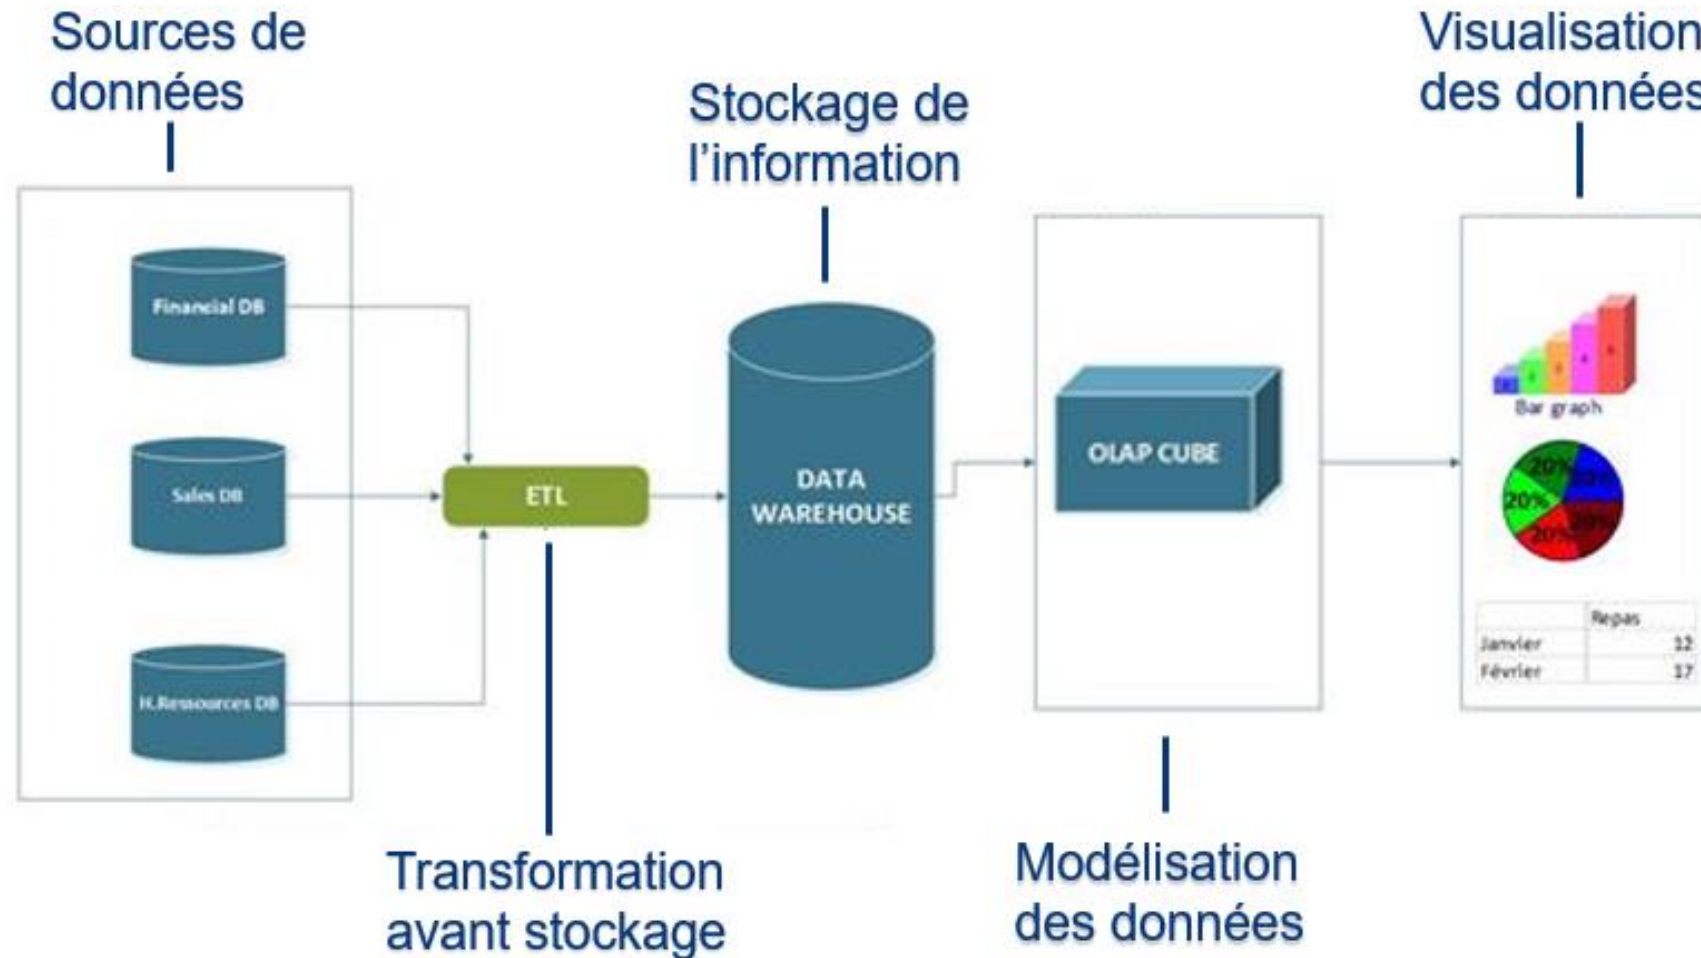 Sources de
données
Stockage de
l’information
Visualisation
des données
Financial DB
Sales DB
H.Ressources DB
ETL
DATA
WAREHOUSE
OLAP CUBE
Bar graph
20%
20%
20%
20%
20%
Repas
Janvier 12
Février 17
Transformation
avant stockage
Modélisation
des données